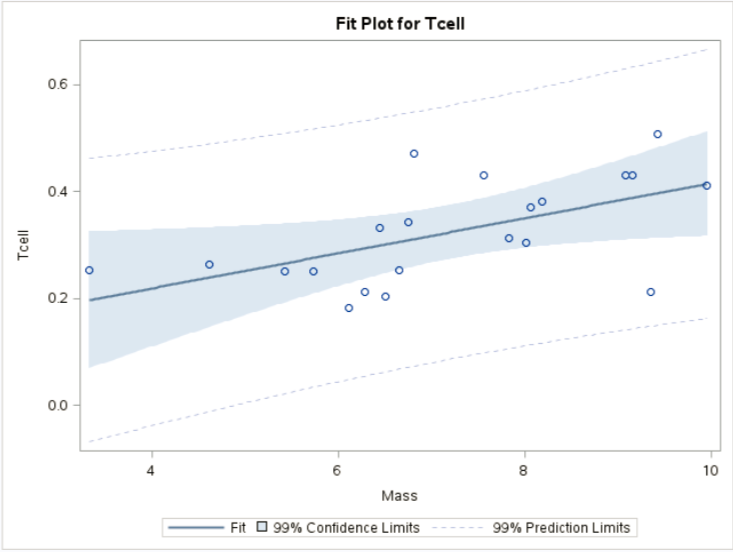 Fit Plot for Tcell
0.6
0.4
0.2
0.0
Tcell
4 6 8 10
Mass
Fit 99% Confidence Limits 99% Prediction Limits